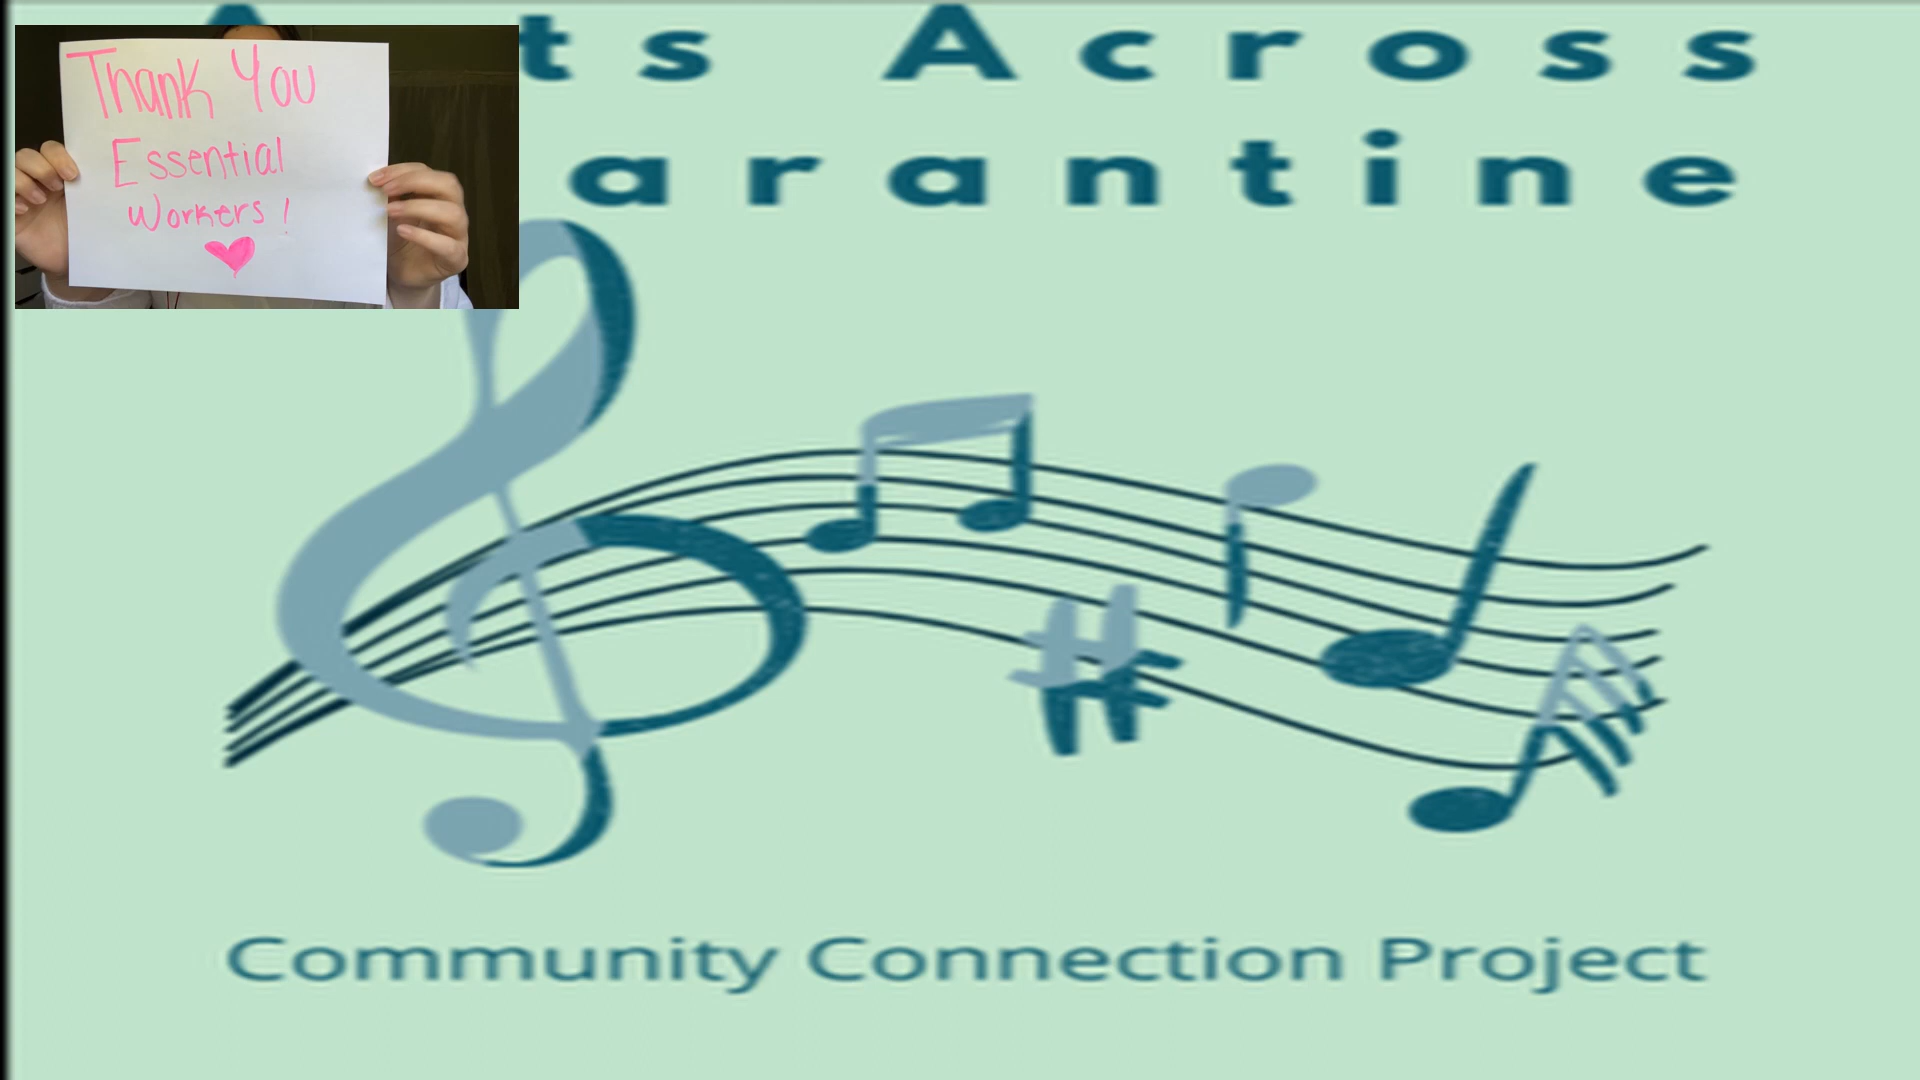 Thank You
Essential
Workers!
ts Across
arantine
Community Connection Project